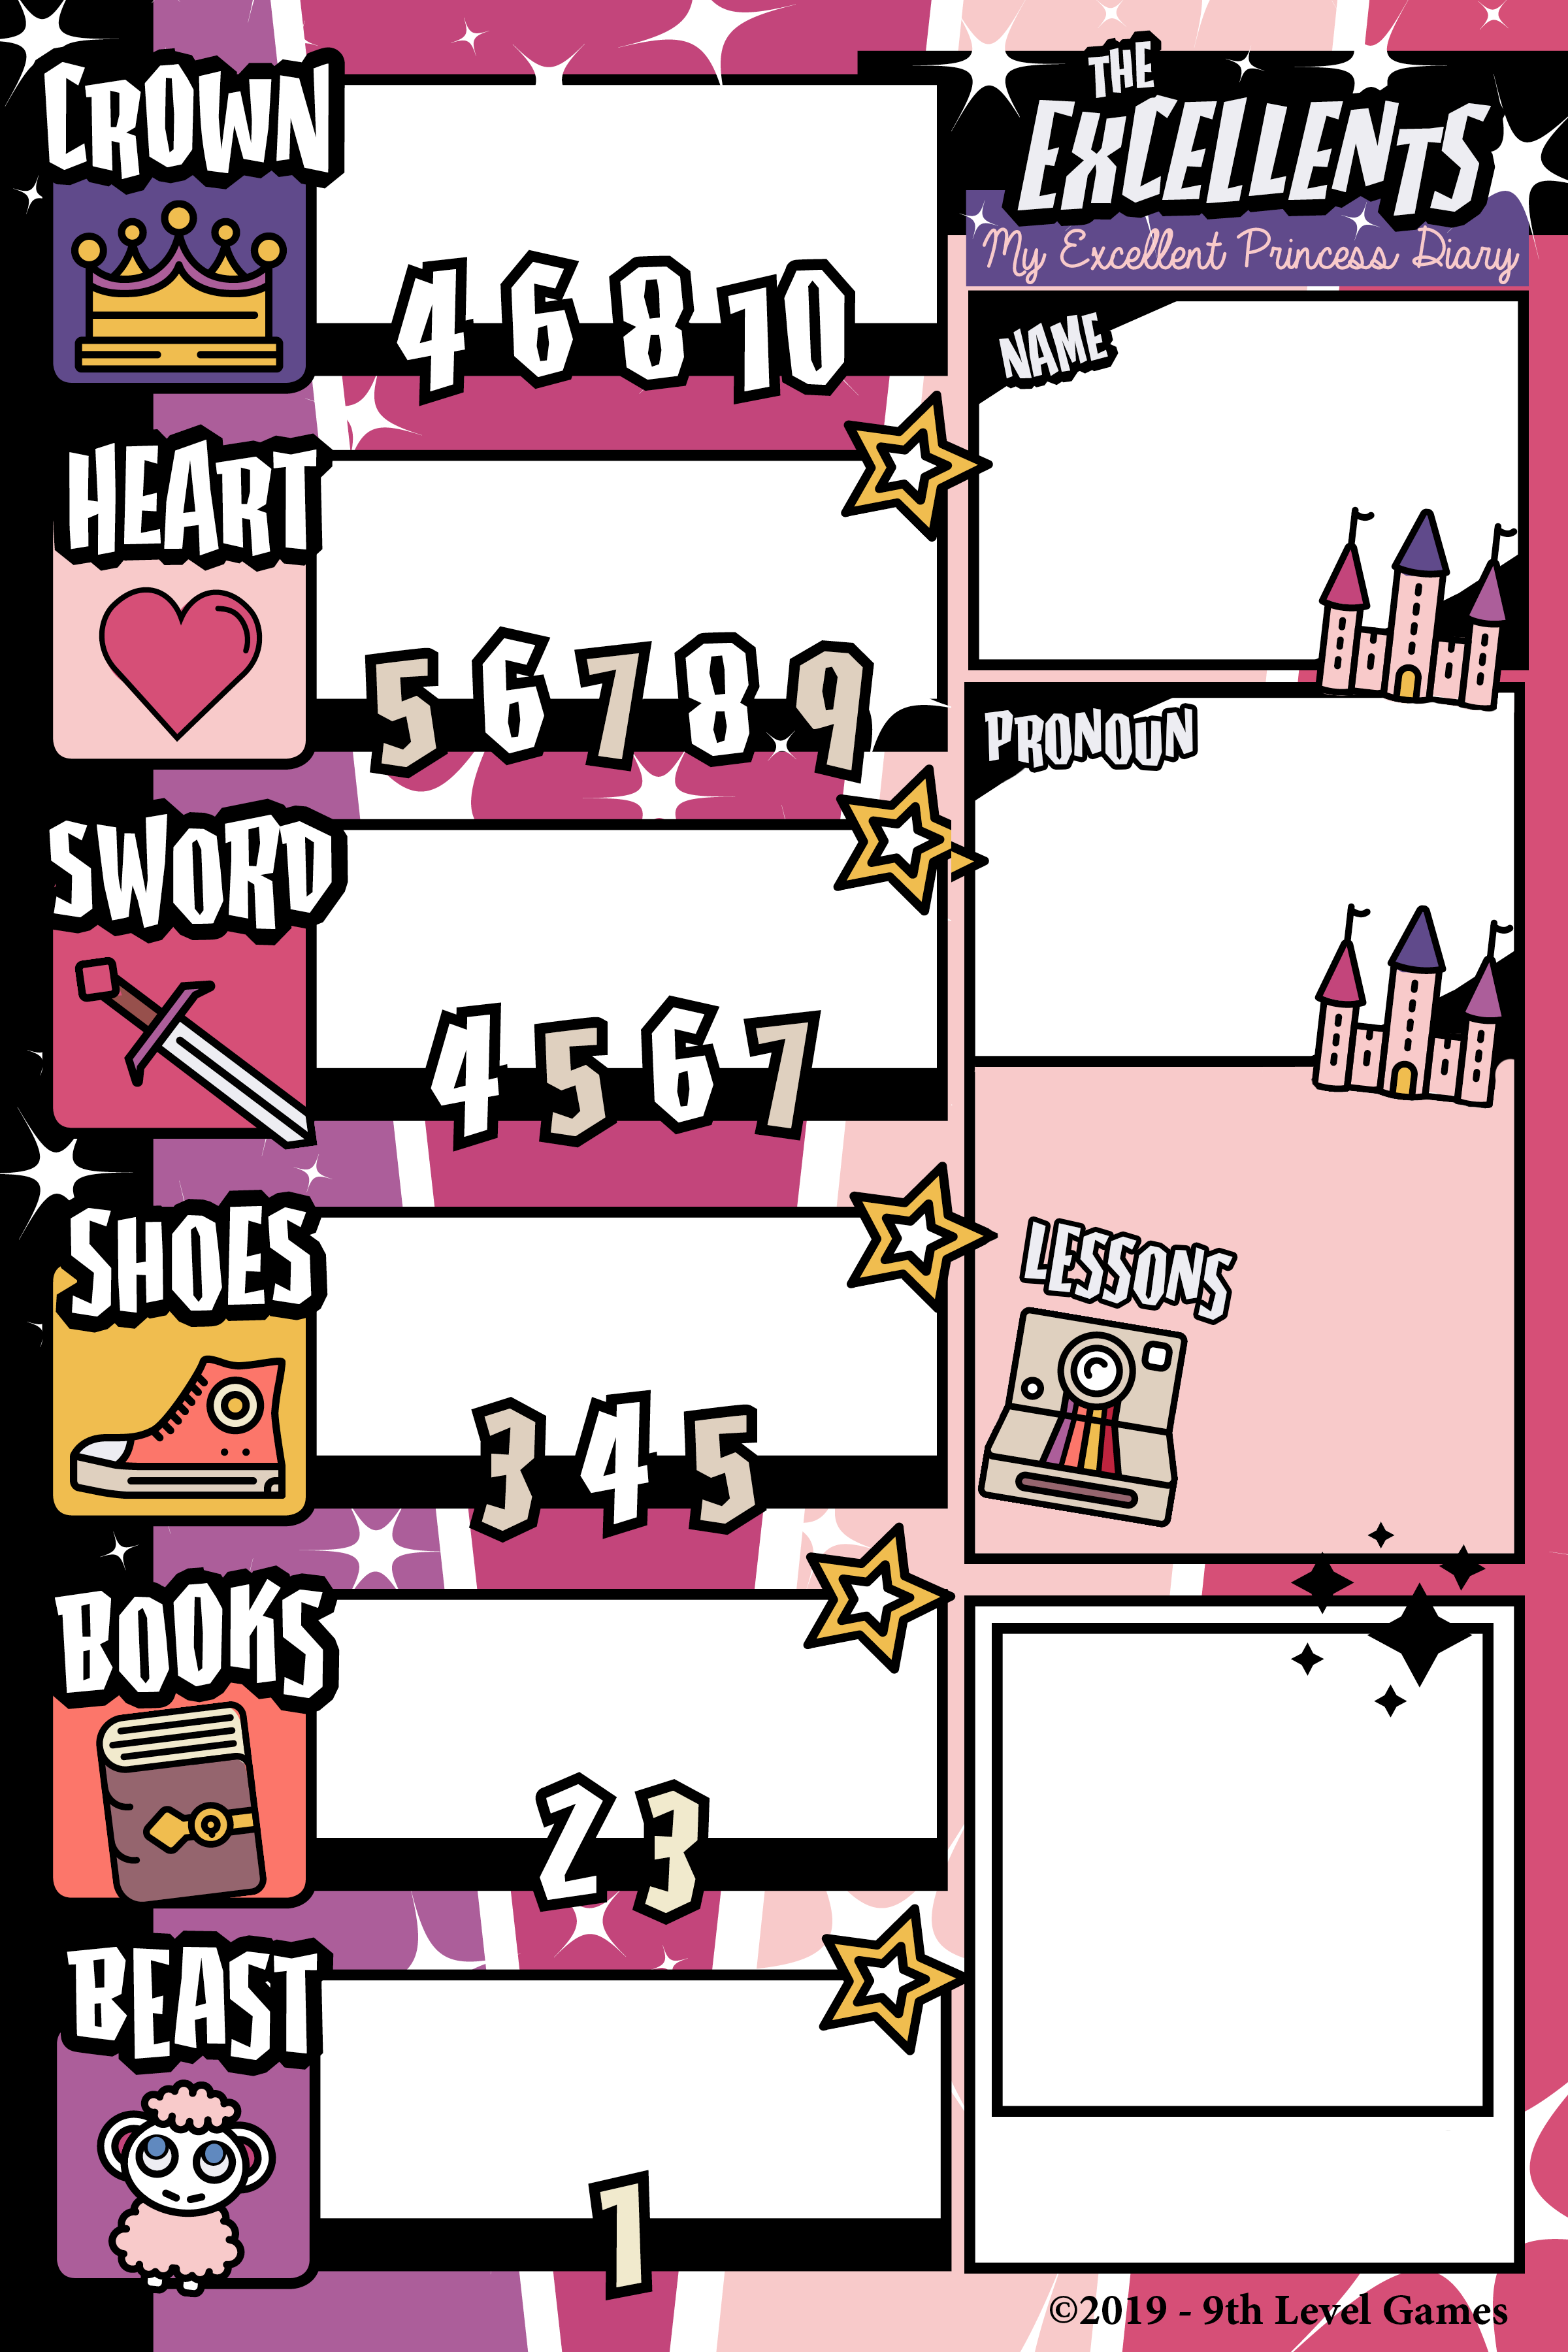 CROWN
4 6 8 10
HEART
5 6 7 8 9
SWORD
4 5 6 7
SHOES
3 4 5
BOOKS
2 3
BEAST
1
THE
EXCELLENTS
My Excellent Princess Diary
NAME
PRONOUN
LESSONS
©2019 - 9th Level Games